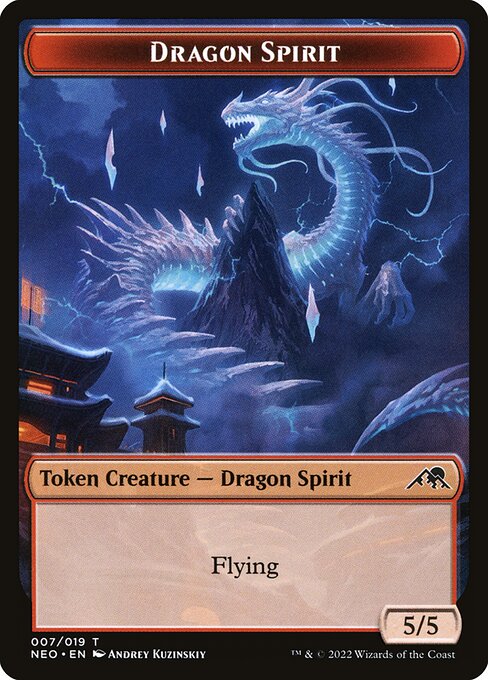 Dragon Spirit
Token Creature — Dragon Spirit
Flying
5/5
007/019 T
NEO • EN Andrey Kuzinskiy
™ & © 2022 Wizards of the Coast